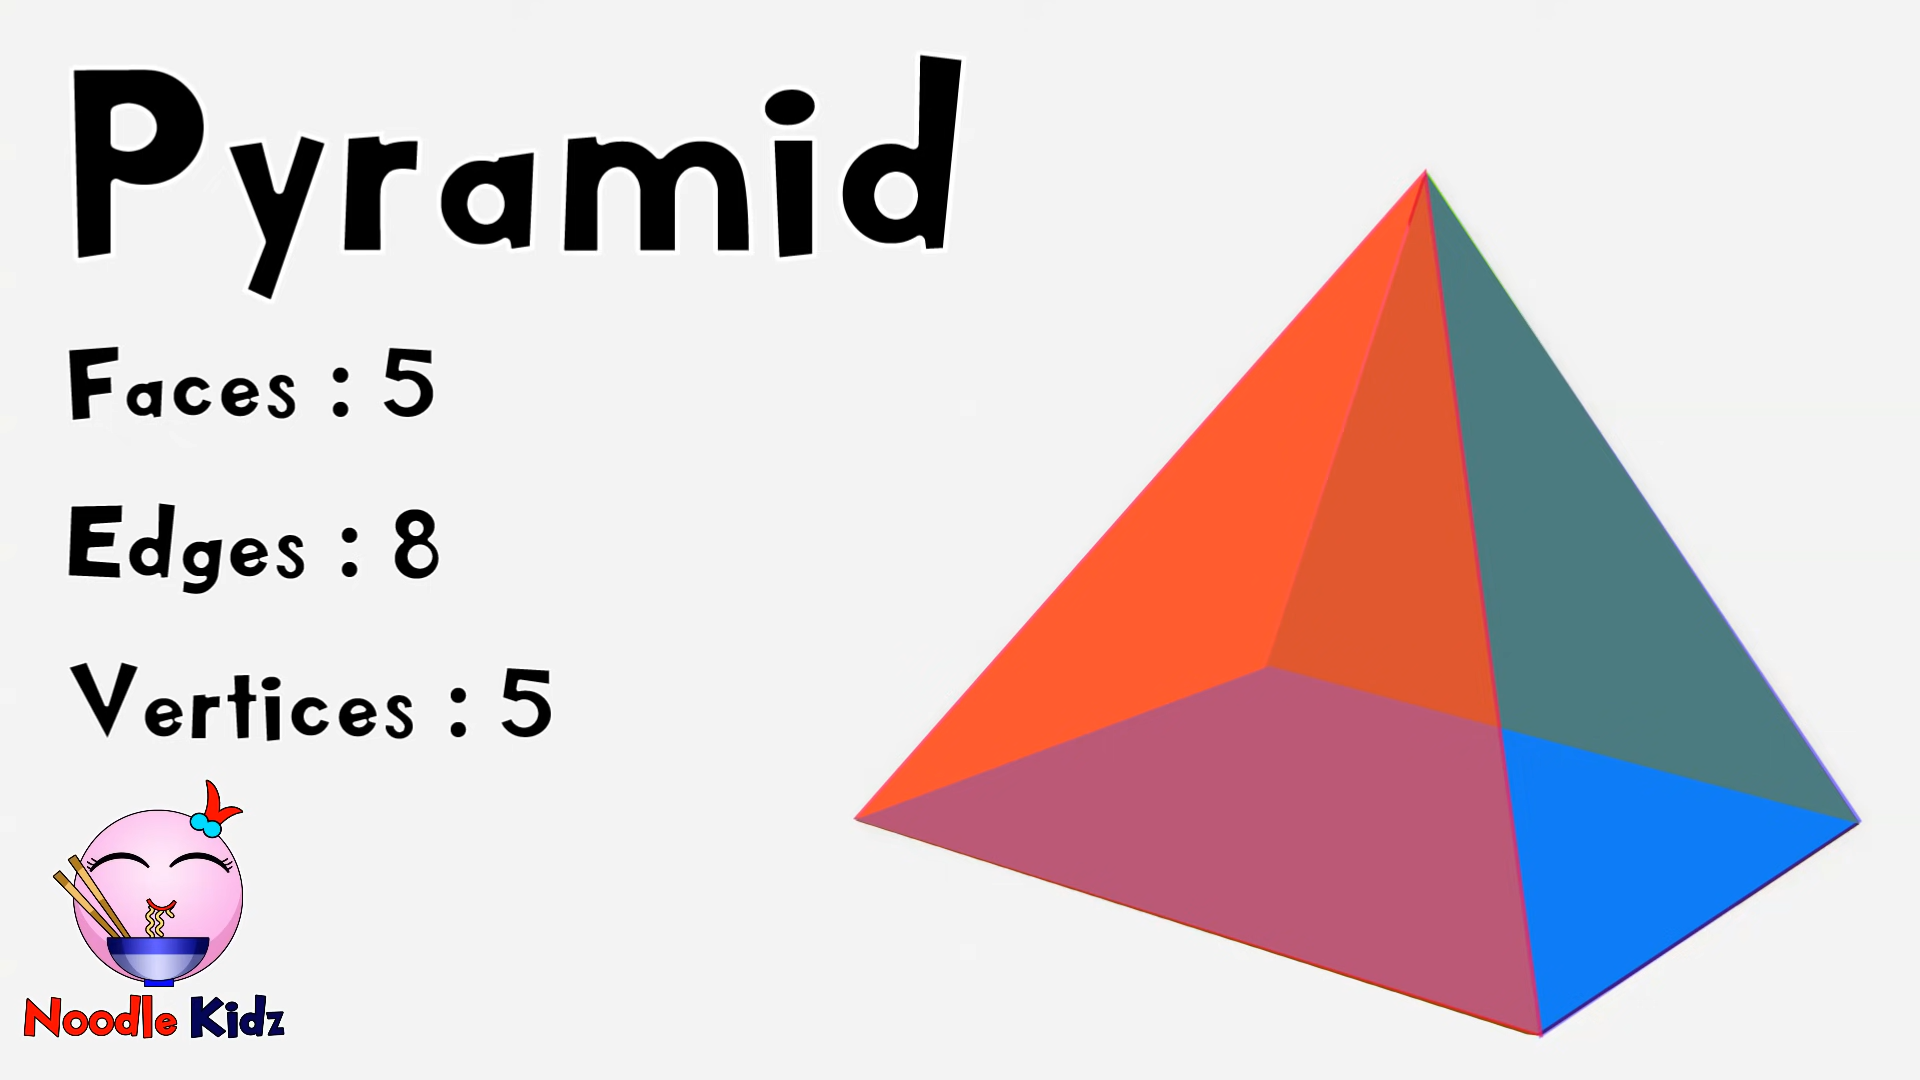 Pyramid
Faces : 5
Edges : 8
Vertices : 5
Noodle Kidz